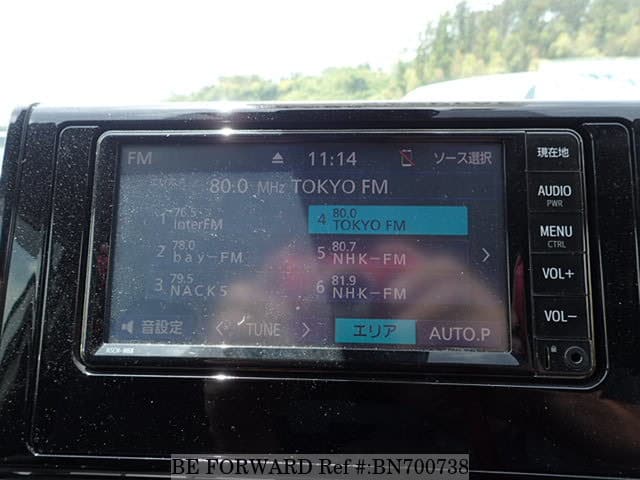 FM 11:14 ソース選択
80.0 MHz TOKYO FM
1 76.5 InterFM
2 78.0 bay-FM
3 79.5 NACK5
4 80.0 TOKYO FM
5 80.7 NHK-FM
6 81.9 NHK-FM
音設定 < TUNE > エリア AUTO.P
NSCN-W68
現在地
AUDIO
PWR
MENU
CTRL
VOL+
VOL-
BE FORWARD Ref #:BN700738